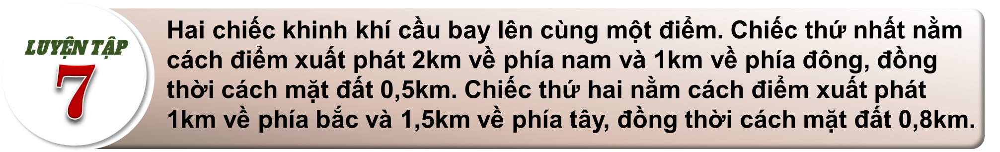 LUYỆN TẬP
7
Hai chiếc khinh khí cầu bay lên cùng một điểm. Chiếc thứ nhất nằm
cách điểm xuất phát 2km về phía nam và 1km về phía đông, đồng
thời cách mặt đất 0,5km. Chiếc thứ hai nằm cách điểm xuất phát
1km về phía bắc và 1,5km về phía tây, đồng thời cách mặt đất 0,8km.